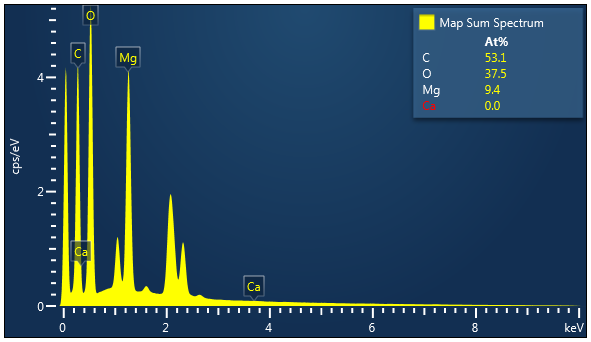 Map Sum Spectrum
At%
C 53.1
O 37.5
Mg 9.4
Ca 0.0
O
C
Mg
4
cps/eV
2
Ca
Ca
0
0 2 4 6 8 keV